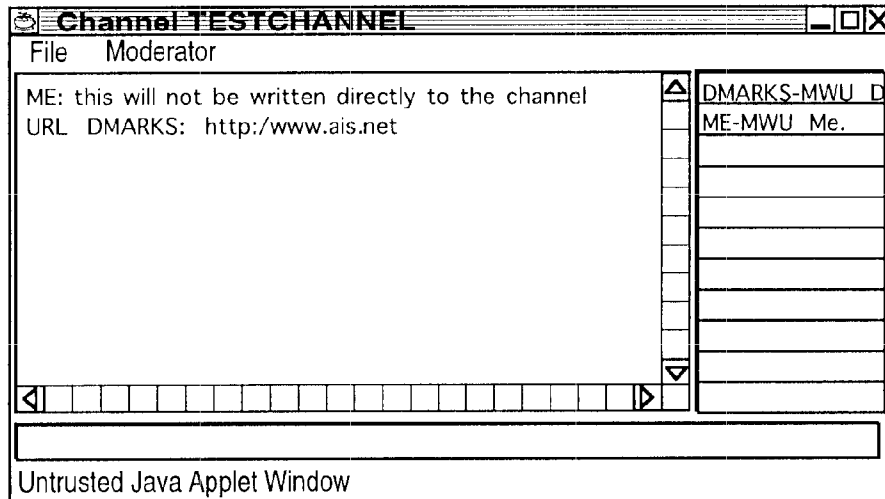 Channel TESTCHANNEL
File Moderator
ME: this will not be written directly to the channel
URL DMARKS: http:/www.ais.net
DMARKS-MWU D
ME-MWU Me.
Untrusted Java Applet Window